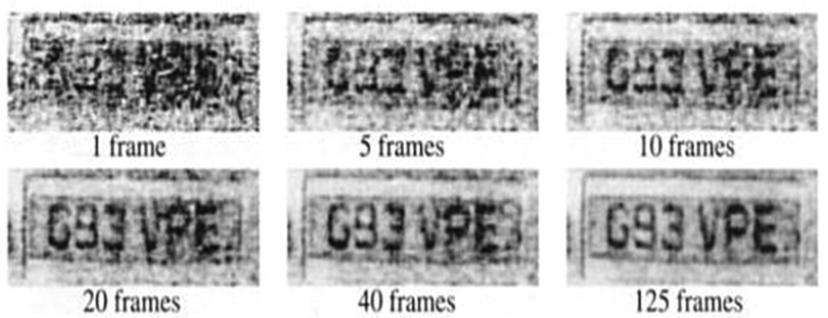 G93 VPE G93 VPE
1 frame 5 frames 10 frames
G93 VPE G93 VPE G93 VPE
20 frames 40 frames 125 frames